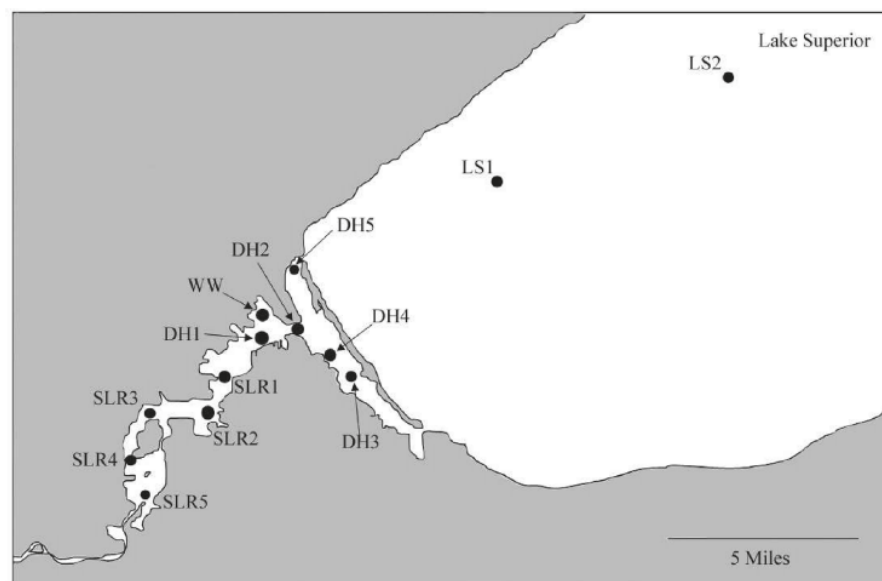 Lake Superior
LS2
LS1
DH5
DH2
WW
DH4
DH1
SLR1
SLR3
SLR2
DH3
SLR4
SLR5
5 Miles